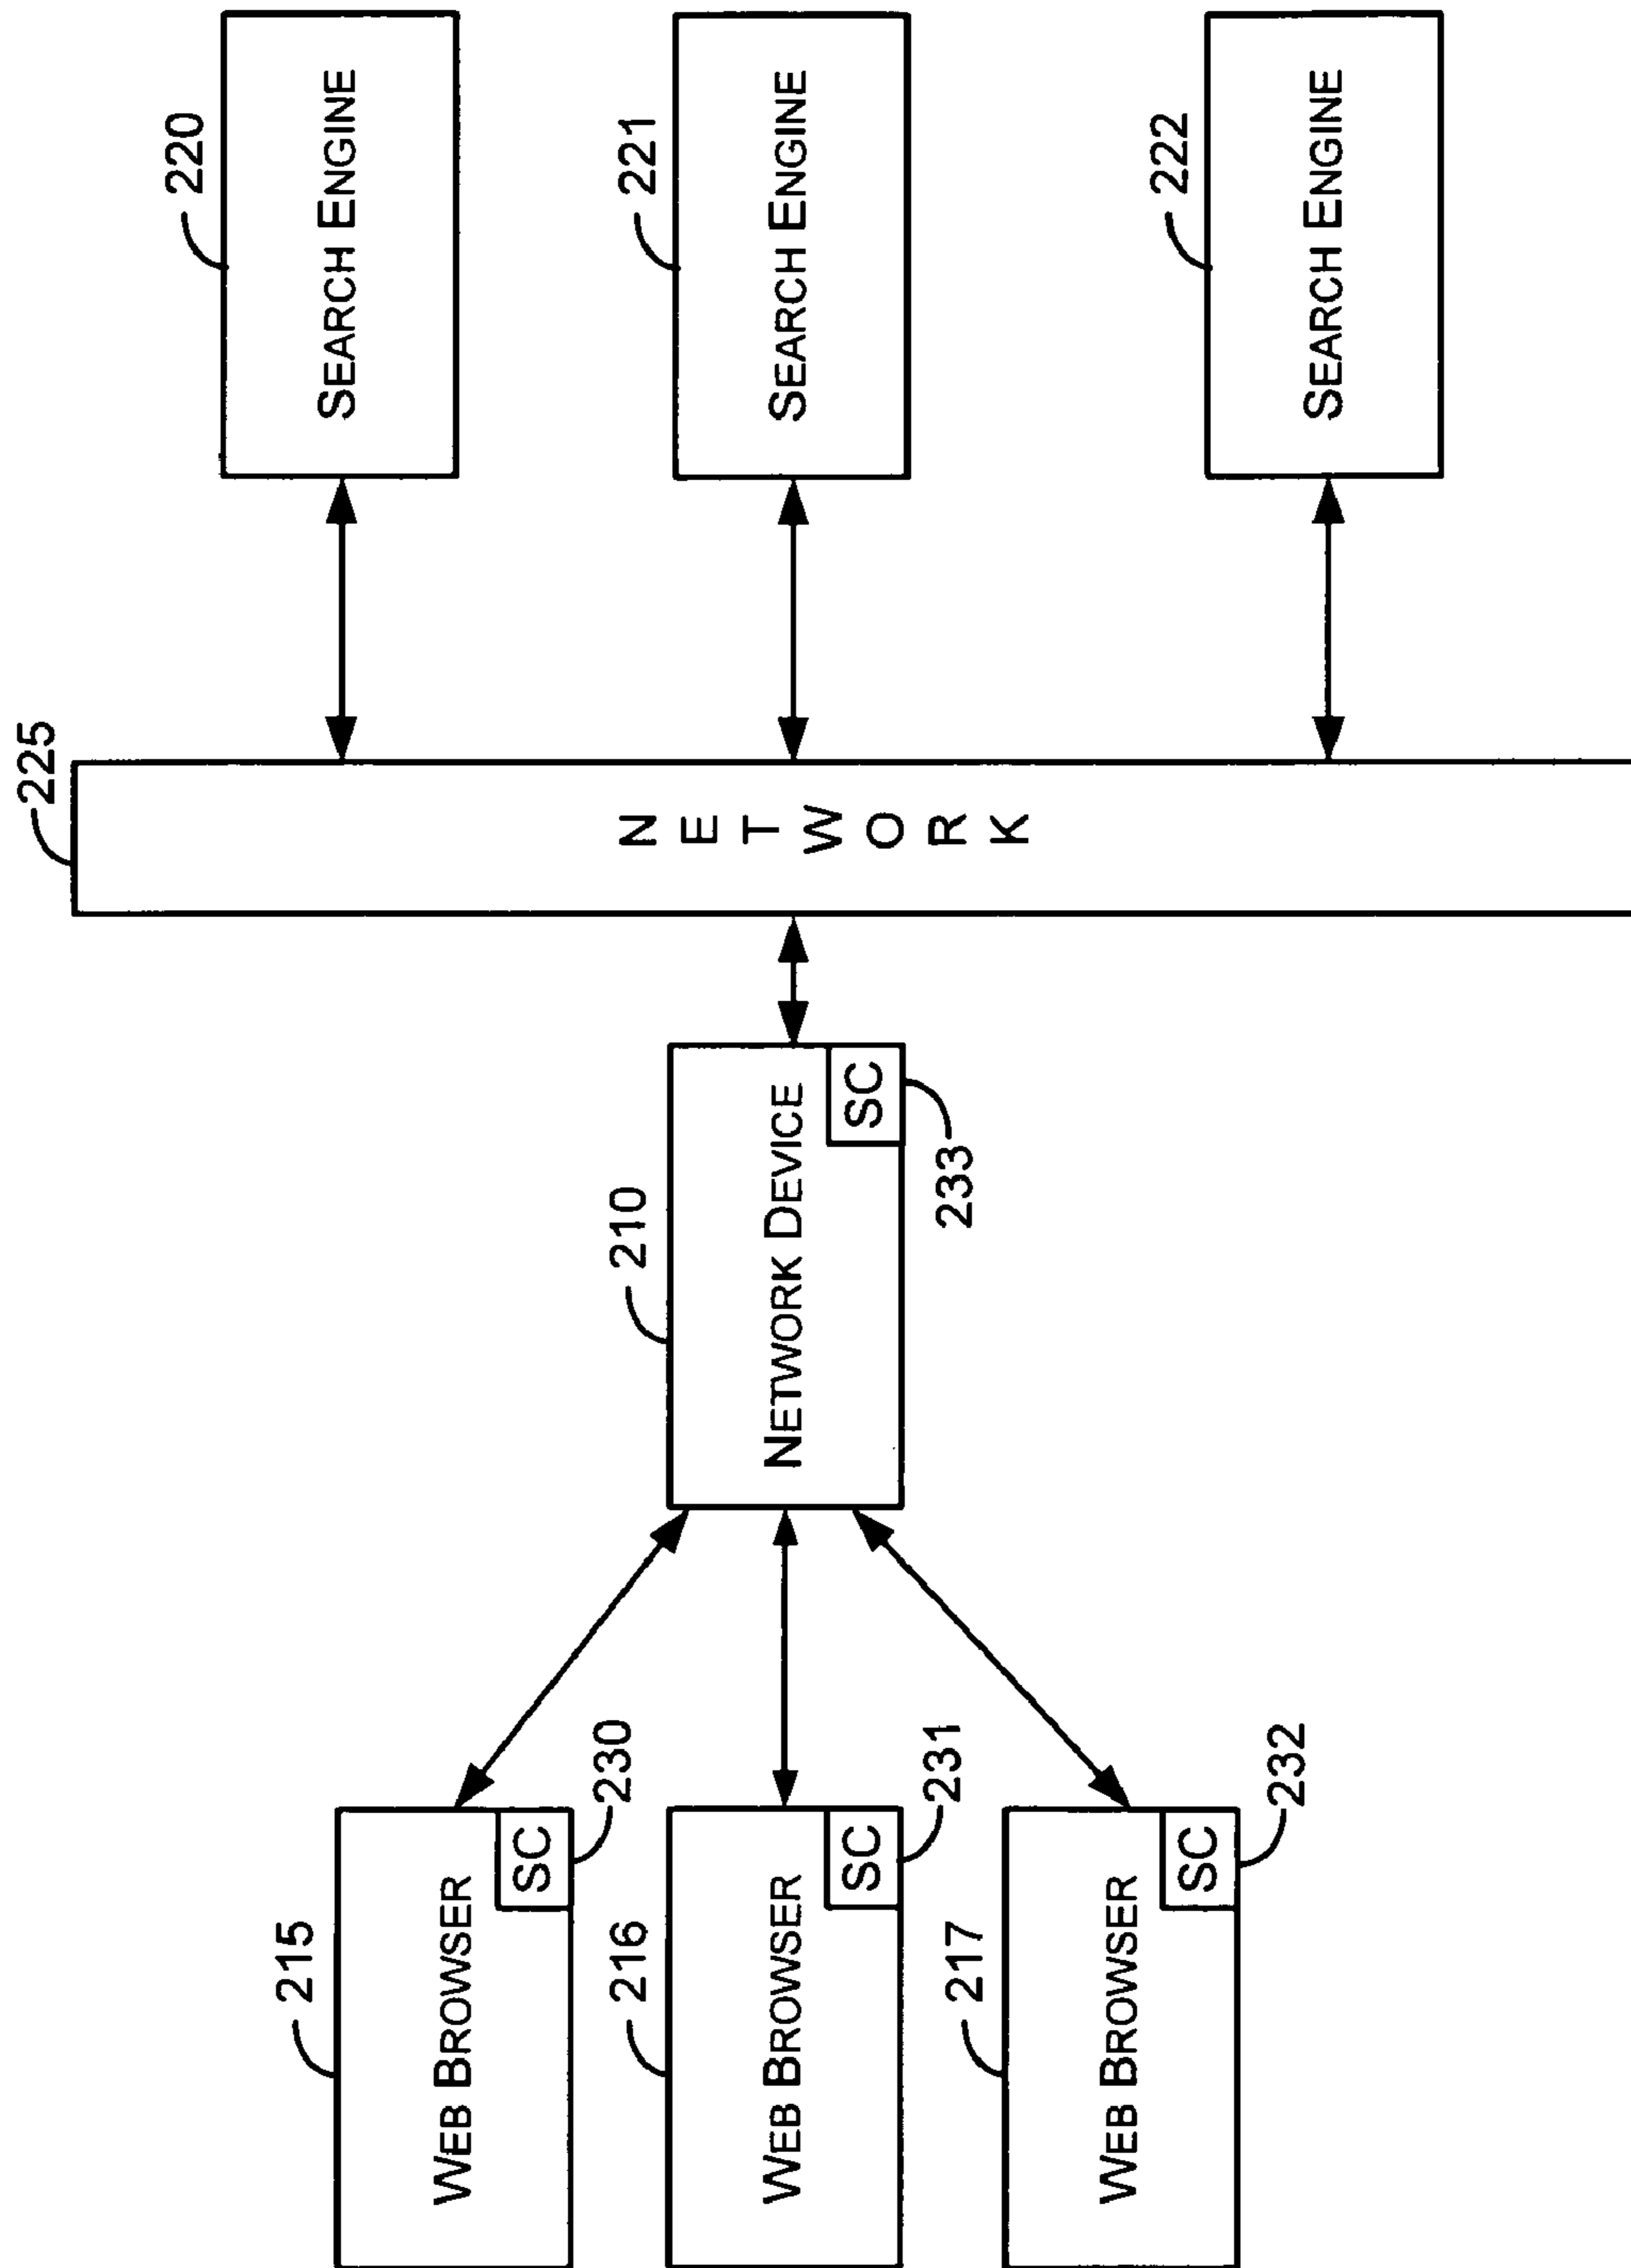 225
220
SEARCH ENGINE
221
SEARCH ENGINE
222
SEARCH ENGINE
NETWORK
210
NETWORK DEVICE
SC
233
215
WEB BROWSER
SC
230
216
WEB BROWSER
SC
231
217
WEB BROWSER
SC
232